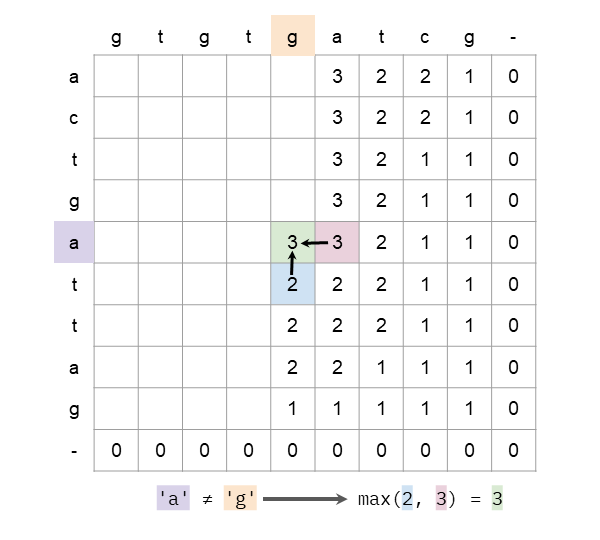 g t g t g a t c g -
a 3 2 2 1 0
c 3 2 2 1 0
t 3 2 1 1 0
g 3 2 1 1 0
a 3 3 2 1 1 0
t 2 2 2 1 1 0
t 2 2 2 1 1 0
a 2 2 1 1 1 0
g 1 1 1 1 1 0
- 0 0 0 0 0 0 0 0 0 0
'a' ≠ 'g' max(2, 3) = 3